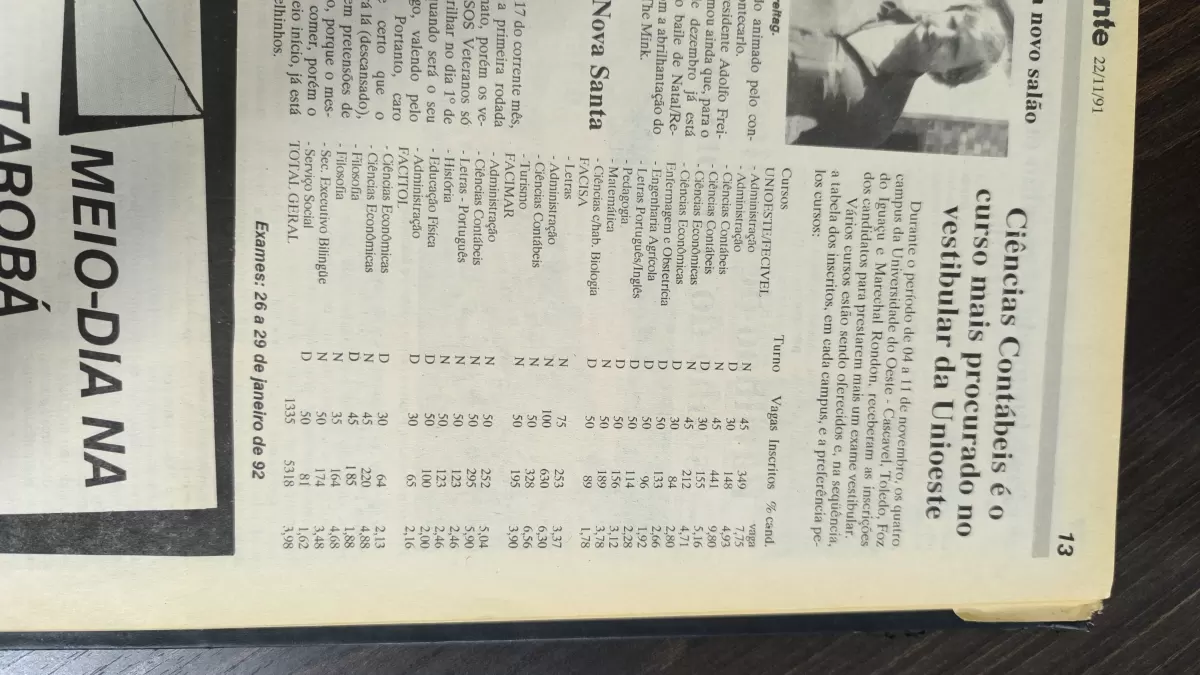 nte 22/11/91
13
novo salão
reitag.
do animado pelo con-
ontecarlo.
esidente Adolfo Frei-
mou ainda que, para o
de dezembro já está
o baile de Natal/Re-
m a abrilhantação do
The Mink.
Nova Santa
17 do corrente mês,
a primeira rodada
nato, porém os ve-
SOS Veteranos só
rilhar no dia 1º de
quando será o seu
go, valendo pelo
Portanto, caro
e certo que o
rá lá (descansado),
em pretensões de
o, porque o mes-
comer, porém o
eio início, já está
elhinhos.
Ciências Contábeis é o
curso mais procurado no
vestibular da Unioeste
Durante o período de 04 a 11 de novembro, os quatro
campus da Universidade do Oeste - Cascavel, Toledo, Foz
do Iguaçu e Marechal Rondon, receberam as inscrições
dos candidatos para prestarem mais um exame vestibular.
Vários cursos estão sendo oferecidos e, na seqüência,
a tabela dos inscritos, em cada campus, e a preferência pe-
los cursos:
Cursos Turno Vagas Inscritos % cand.
UNIOESTE/FECIVEL vaga
- Administração N 45 349 7,75
- Administração D 30 148 4,93
- Ciências Contábeis N 45 441 9,80
- Ciências Contábeis D 30 155 5,16
- Ciências Econômicas N 45 212 4,71
- Ciências Econômicas D 30 84 2,80
Enfermagem e Obstetrícia D 50 133 2,66
- Engenharia Agrícola D 50 96 1,92
- Letras Português/Inglês D 50 114 2,28
- Pedagogia D 50 156 3,12
- Matemática N 50 189 3,78
- Ciências c/hab. Biologia D 50 89 1,78
FACISA
- Letras N 75 253 3,37
- Administração N 100 630 6,30
- Ciências Contábeis N 50 328 6,56
- Turismo N 50 195 3,90
FACIMAR
- Administração N 50 252 5,04
- Ciências Contábeis N 50 295 5,90
- Letras - Português N 50 123 2,46
- História N 50 123 2,46
- Educação Física D 50 100 2,00
- Administração D 30 65 2,16
FACITOL
- Ciências Econômicas D 30 64 2,13
- Ciências Econômicas N 45 220 4,88
- Filosofia D 45 185 1,88
- Filosofia N 35 164 4,68
- Sec. Executivo Bilingüe N 50 174 3,48
- Serviço Social D 50 81 1,62
TOTAL GERAL 1335 5318 3,98
Exames: 26 a 29 de janeiro de 92
MEIO-DIA NA
TAROBÁ